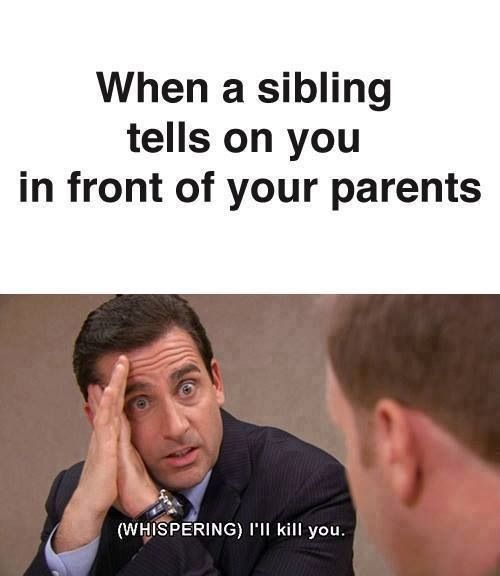 When a sibling
tells on you
in front of your parents
(WHISPERING) I'll kill you.